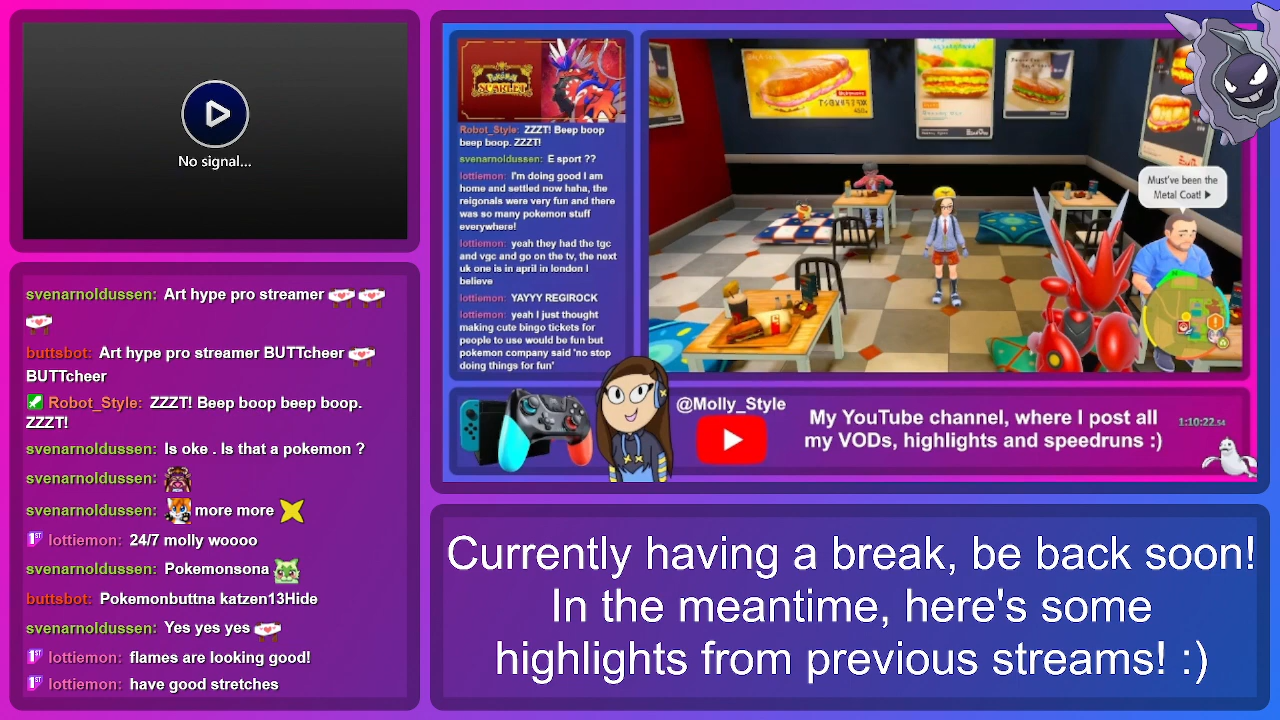 No signal...
svenarnoldussen: Art hype pro streamer
buttsbot: Art hype pro streamer BUTTcheer
BUTTcheer
Robot_Style: ZZZT! Beep boop beep boop.
ZZZT!
svenarnoldussen: Is oke . Is that a pokemon ?
svenarnoldussen:
svenarnoldussen: more more
1ST lottiemon: 24/7 molly woooo
svenarnoldussen: Pokemonsona
buttsbot: Pokemonbuttna katzen13Hide
svenarnoldussen: Yes yes yes
1ST lottiemon: flames are looking good!
1ST lottiemon: have good stretches
Pokémon
SCARLET
Robot_Style: ZZZT! Beep boop
beep boop. ZZZT!
svenarnoldussen: E sport ??
lottiemon: I'm doing good I am
home and settled now haha, the
reigonals were very fun and there
was so many pokemon stuff
everywhere!
lottiemon: yeah they had the tgc
and vgc and go on the tv, the next
uk one is in april in london I
believe
lottiemon: YAYYY REGIROCK
lottiemon: yeah I just thought
making cute bingo tickets for
people to use would be fun but
pokemon company said 'no stop
doing things for fun'
Must've been the
Metal Coat!
@Molly_Style
My YouTube channel, where I post all
my VODs, highlights and speedruns :)
1:10:22.54
Currently having a break, be back soon!
In the meantime, here's some
highlights from previous streams! :)